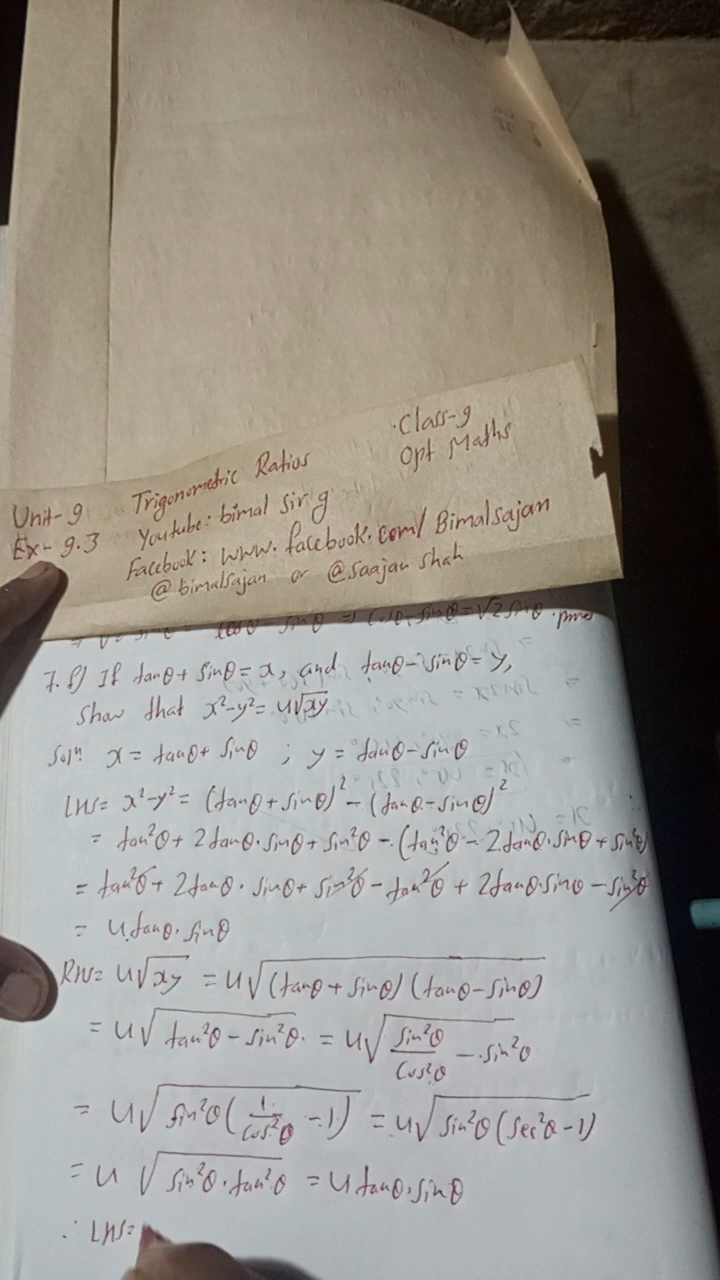 Unit-9 Trigonometric Ratios .Class-9
Ex-9.3 Youtube: bimal Sir g Opt Maths
Facebook: www.facebook.com/Bimalsajan
@bimalsajan or @saajan shah
cosθ - sinθ = √2 sinθ. proved
7. f) If tanθ + sinθ = x, and tanθ - sinθ = y,
show that x² - y² = 4√xy
Solⁿ: x = tanθ + sinθ ; y = tanθ - sinθ
LHS = x² - y² = (tanθ + sinθ)² - (tanθ - sinθ)²
= tan²θ + 2tanθ.sinθ + sin²θ - (tan²θ - 2tanθ.sinθ + sin²θ)
= tan²θ + 2tanθ.sinθ + sin²θ - tan²θ + 2tanθ.sinθ - sin²θ
= 4tanθ.sinθ
RHS = 4√xy = 4√(tanθ + sinθ)(tanθ - sinθ)
= 4√tan²θ - sin²θ = 4√sin²θ/cos²θ - sin²θ
= 4√sin²θ(1/cos²θ - 1) = 4√sin²θ(sec²θ - 1)
= 4√sin²θ.tan²θ = 4tanθ.sinθ
∴ LHS=